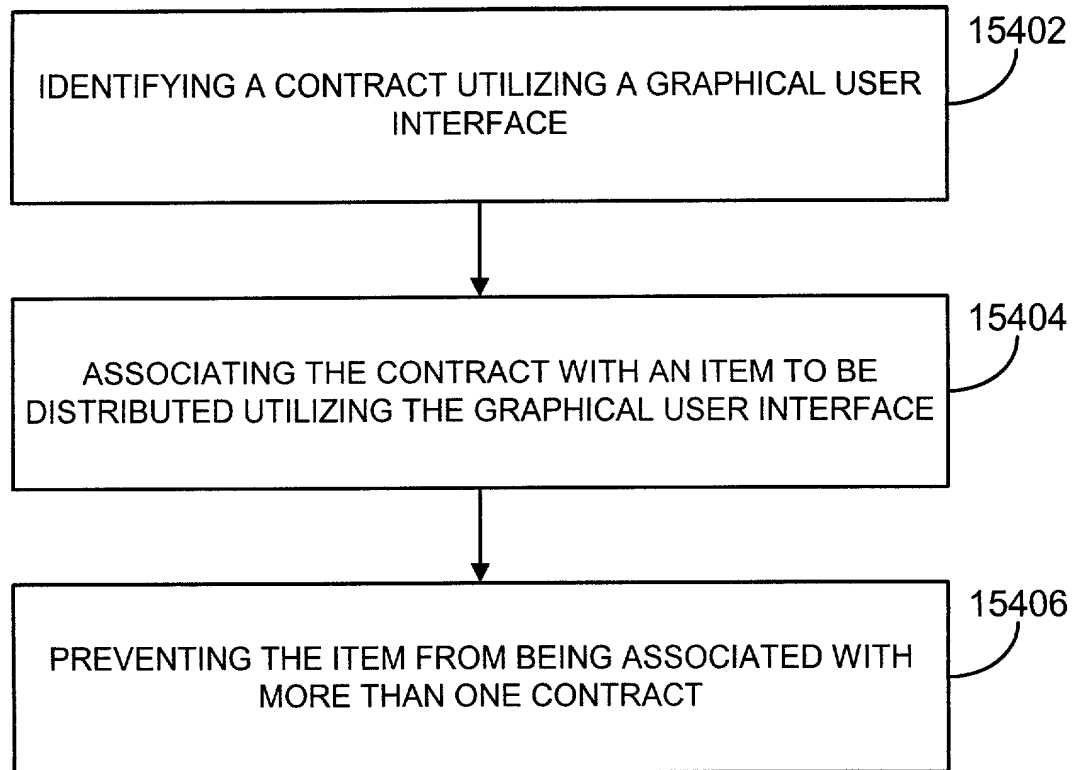 15402
IDENTIFYING A CONTRACT UTILIZING A GRAPHICAL USER
INTERFACE
15404
ASSOCIATING THE CONTRACT WITH AN ITEM TO BE
DISTRIBUTED UTILIZING THE GRAPHICAL USER INTERFACE
15406
PREVENTING THE ITEM FROM BEING ASSOCIATED WITH
MORE THAN ONE CONTRACT